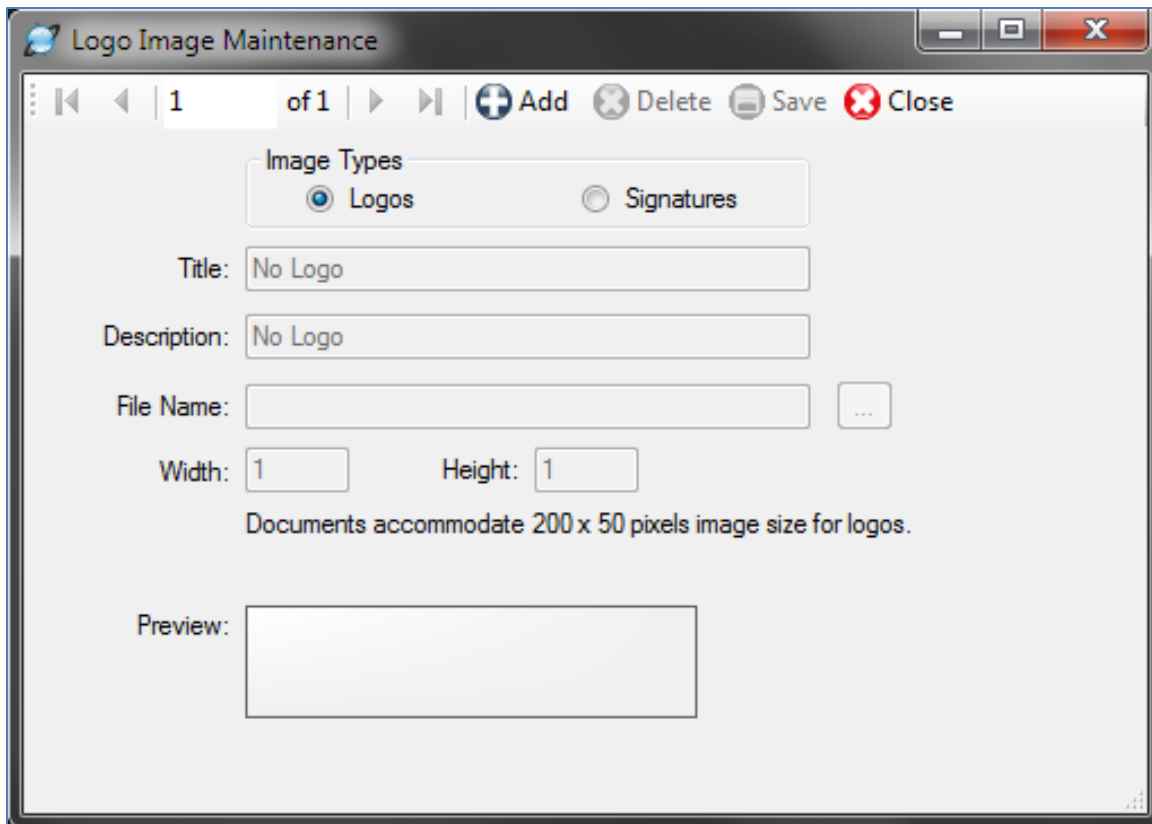 Logo Image Maintenance
1 of 1 Add Delete Save Close
Image Types
Logos Signatures
Title: No Logo
Description: No Logo
File Name: ...
Width: 1 Height: 1
Documents accommodate 200 x 50 pixels image size for logos.
Preview: